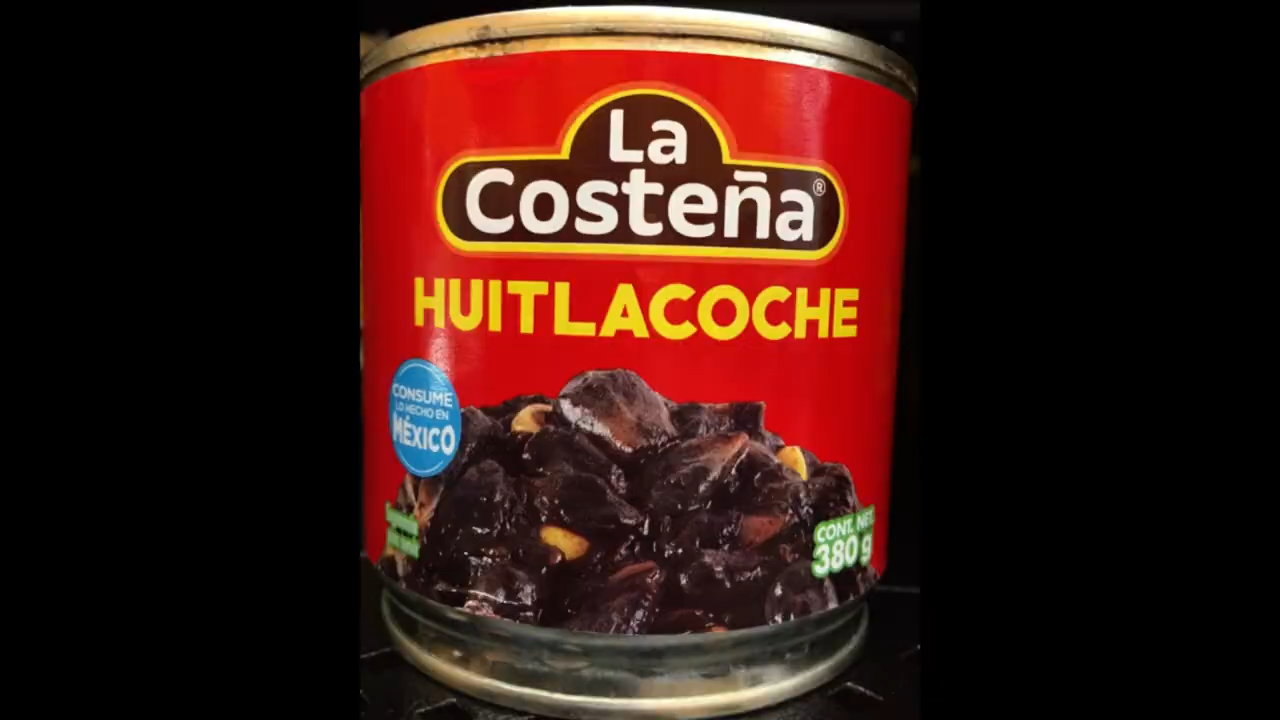 La
Costeña®
HUITLACOCHE
CONSUME
LO HECHO EN
MÉXICO
CONT. NET.
380 g